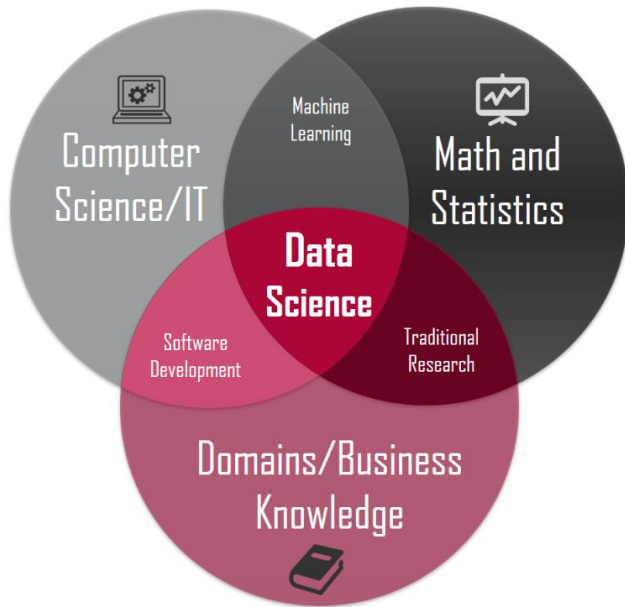 Computer
Science/IT
Machine
Learning
Math and
Statistics
Data
Science
Software
Development
Traditional
Research
Domains/Business
Knowledge